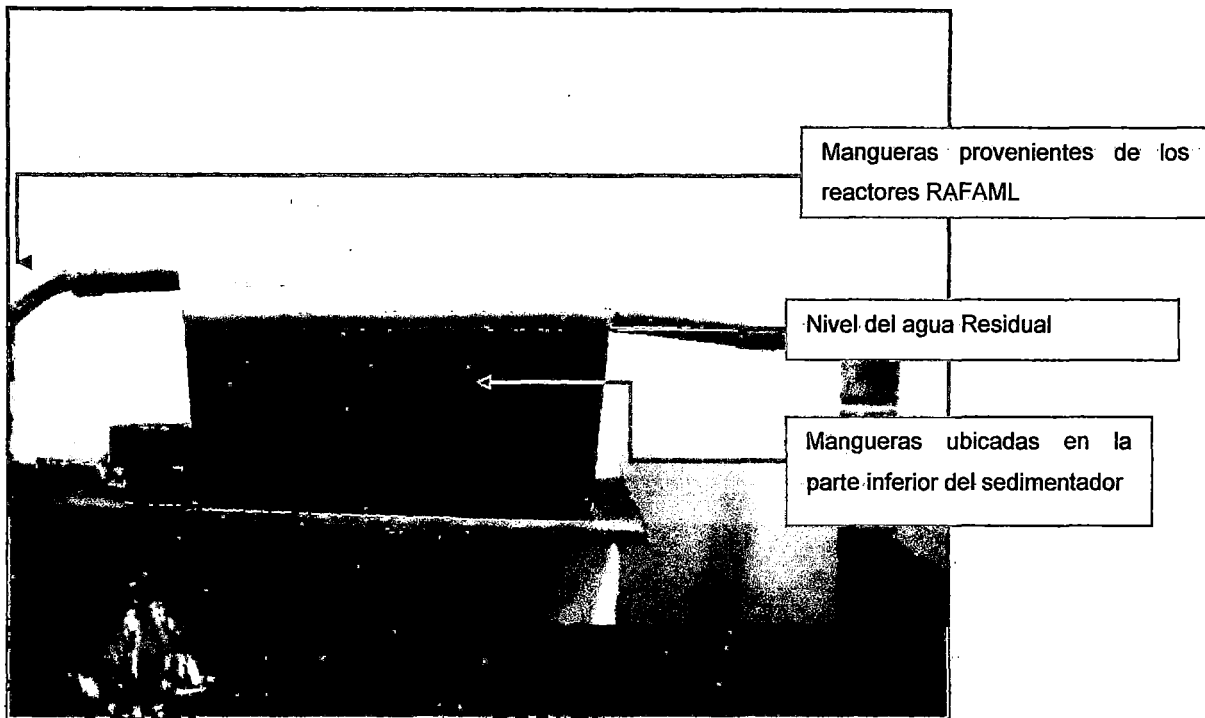 Mangueras provenientes de los
reactores RAFAML
Nivel del agua Residual
Mangueras ubicadas en la
parte inferior del sedimentador